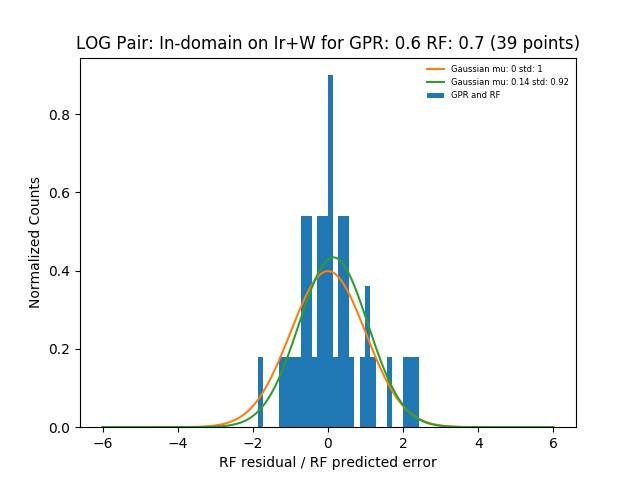 LOG Pair: In-domain on Ir+W for GPR: 0.6 RF: 0.7 (39 points)
Gaussian mu: 0 std: 1
Gaussian mu: 0.14 std: 0.92
GPR and RF
Normalized Counts
0.8
0.6
0.4
0.2
0.0
−6
−4
−2
0
2
4
6
RF residual / RF predicted error